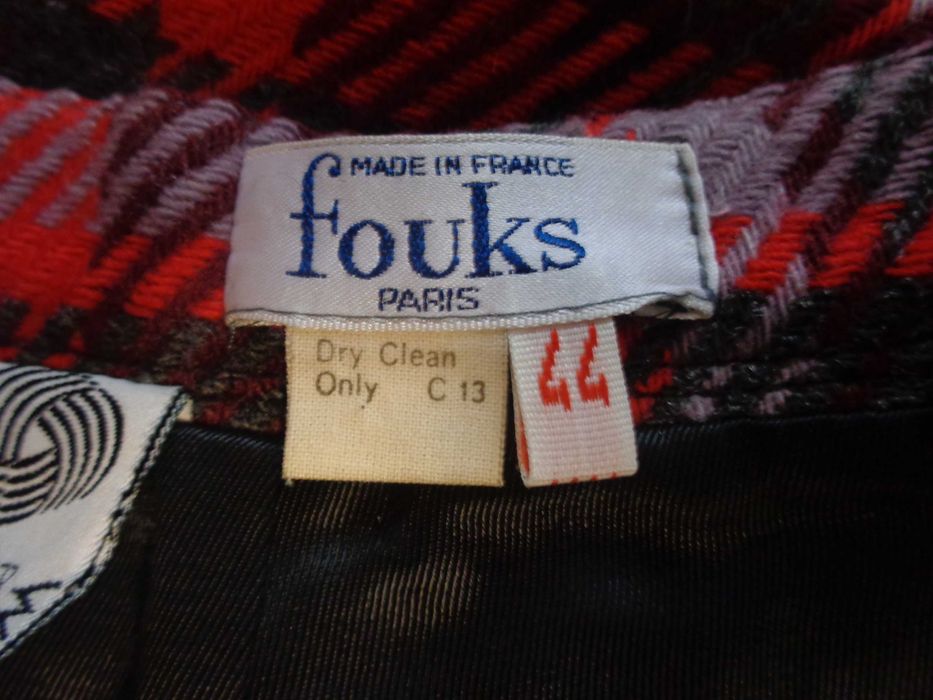 MADE IN FRANCE
fouks
PARIS
Dry Clean
Only C 13
44